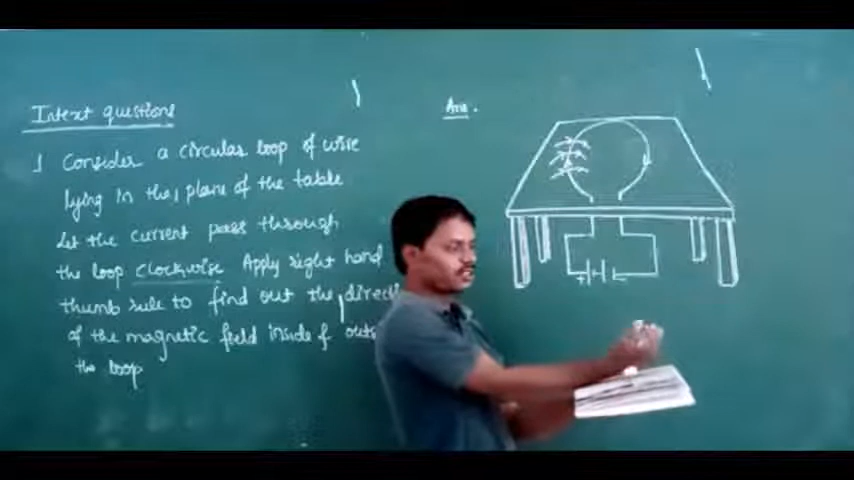 Intext questions
1 Consider a circular loop of wire
lying in the plane of the table
let the current pass through
the loop clockwise Apply right hand
thumb rule to find out the directi
of the magnetic field inside & outs
the loop
Ans.
+ -